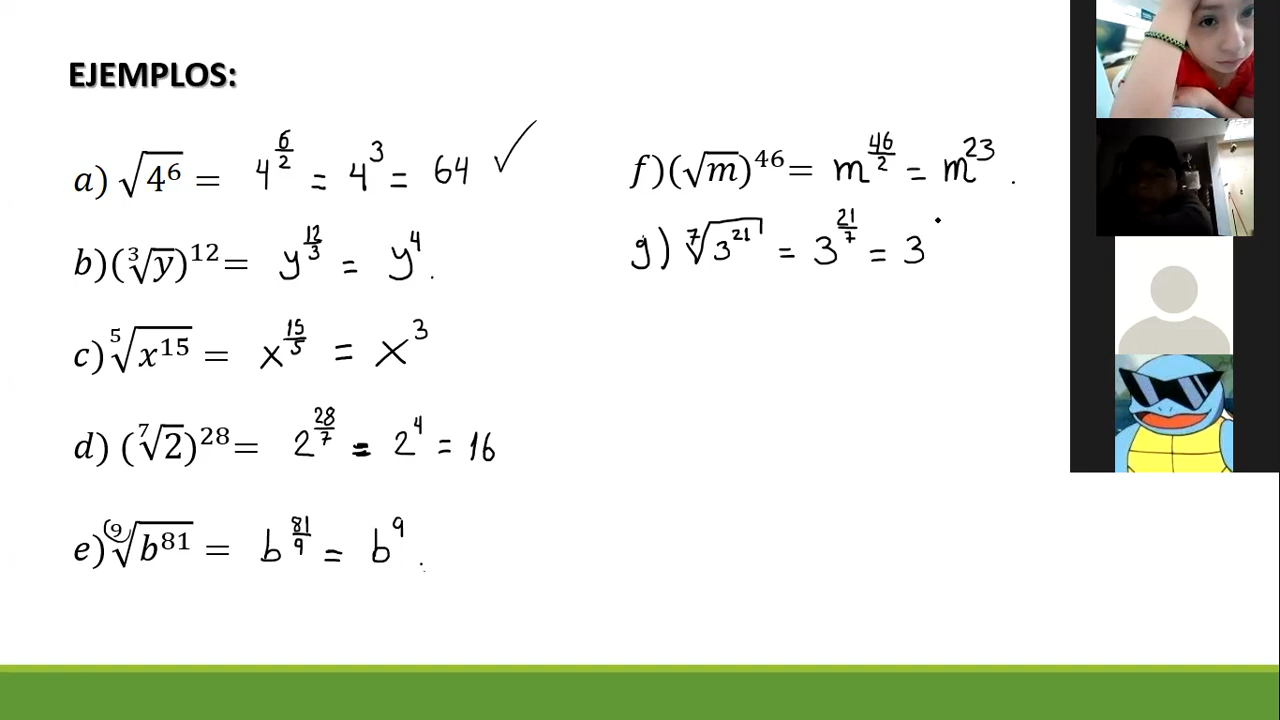 EJEMPLOS:
a) √4⁶ = 4^(6/2) = 4³ = 64 ✓
b) (∛y)¹² = y^(12/3) = y⁴.
c) ⁵√x¹⁵ = x^(15/5) = x³
d) (⁷√2)²⁸ = 2^(28/7) = 2⁴ = 16
e) ⁹√b⁸¹ = b^(81/9) = b⁹.
f) (√m)⁴⁶ = m^(46/2) = m²³.
g) ⁷√3²¹ = 3^(21/7) = 3